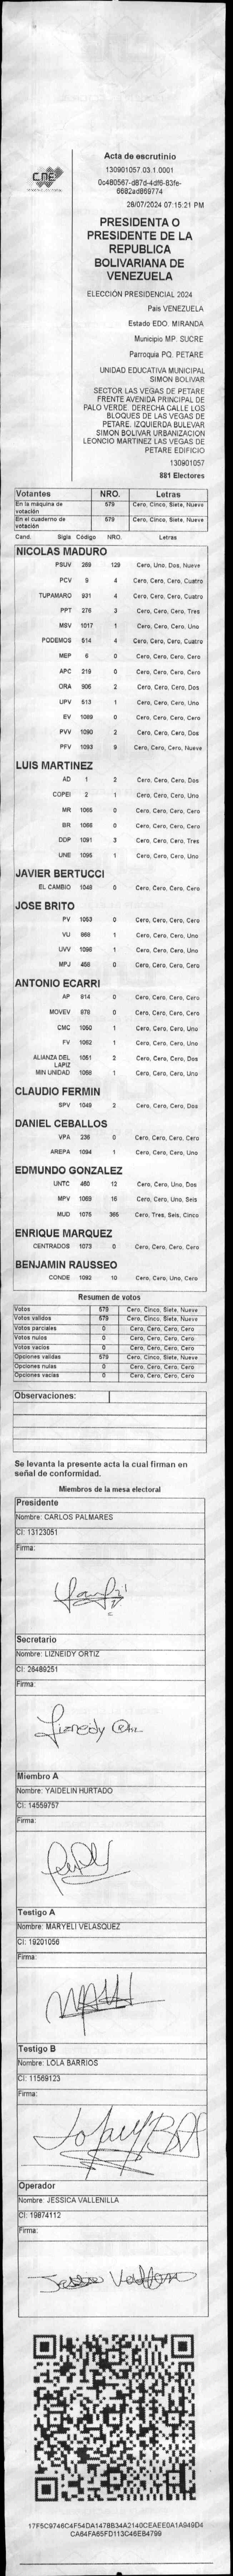 CNE
Acta de escrutinio
130901057.03.1.0001
0c480567-d87d-4df6-83fe-
6682ad869774
28/07/2024 07:15:21 PM
PRESIDENTA O
PRESIDENTE DE LA
REPUBLICA
BOLIVARIANA DE
VENEZUELA
ELECCIÓN PRESIDENCIAL 2024
Pais VENEZUELA
Estado EDO. MIRANDA
Municipio MP. SUCRE
Parroquia PQ. PETARE
UNIDAD EDUCATIVA MUNICIPAL
SIMON BOLIVAR
SECTOR LAS VEGAS DE PETARE
FRENTE AVENIDA PRINCIPAL DE
PALO VERDE. DERECHA CALLE LOS
BLOQUES DE LAS VEGAS DE
PETARE. IZQUIERDA BULEVAR
SIMON BOLIVAR URBANIZACION
LEONCIO MARTINEZ LAS VEGAS DE
PETARE EDIFICIO
130901057
881 Electores
Votantes NRO. Letras
En la máquina de votación 579 Cero, Cinco, Siete, Nueve
En el cuaderno de votación 579 Cero, Cinco, Siete, Nueve
Cand. Sigla Código NRO. Letras
NICOLAS MADURO
PSUV 269 129 Cero, Uno, Dos, Nueve
PCV 9 4 Cero, Cero, Cero, Cuatro
TUPAMARO 931 4 Cero, Cero, Cero, Cuatro
PPT 276 3 Cero, Cero, Cero, Tres
MSV 1017 1 Cero, Cero, Cero, Uno
PODEMOS 514 4 Cero, Cero, Cero, Cuatro
MEP 6 0 Cero, Cero, Cero, Cero
APC 219 0 Cero, Cero, Cero, Cero
ORA 906 2 Cero, Cero, Cero, Dos
UPV 513 1 Cero, Cero, Cero, Uno
EV 1089 0 Cero, Cero, Cero, Cero
PVV 1090 2 Cero, Cero, Cero, Dos
PFV 1093 9 Cero, Cero, Cero, Nueve
LUIS MARTINEZ
AD 1 2 Cero, Cero, Cero, Dos
COPEI 2 1 Cero, Cero, Cero, Uno
MR 1065 0 Cero, Cero, Cero, Cero
BR 1066 0 Cero, Cero, Cero, Cero
DDP 1091 3 Cero, Cero, Cero, Tres
UNE 1095 1 Cero, Cero, Cero, Uno
JAVIER BERTUCCI
EL CAMBIO 1048 0 Cero, Cero, Cero, Cero
JOSE BRITO
PV 1053 0 Cero, Cero, Cero, Cero
VU 868 1 Cero, Cero, Cero, Uno
UVV 1096 1 Cero, Cero, Cero, Uno
MPJ 456 0 Cero, Cero, Cero, Cero
ANTONIO ECARRI
AP 814 0 Cero, Cero, Cero, Cero
MOVEV 978 0 Cero, Cero, Cero, Cero
CMC 1050 1 Cero, Cero, Cero, Uno
FV 1062 1 Cero, Cero, Cero, Uno
ALIANZA DEL LAPIZ 1051 2 Cero, Cero, Cero, Dos
MIN UNIDAD 1058 1 Cero, Cero, Cero, Uno
CLAUDIO FERMIN
SPV 1049 2 Cero, Cero, Cero, Dos
DANIEL CEBALLOS
VPA 236 0 Cero, Cero, Cero, Cero
AREPA 1094 1 Cero, Cero, Cero, Uno
EDMUNDO GONZALEZ
UNTC 480 12 Cero, Cero, Uno, Dos
MPV 1069 16 Cero, Cero, Uno, Seis
MUD 1075 365 Cero, Tres, Seis, Cinco
ENRIQUE MARQUEZ
CENTRADOS 1073 0 Cero, Cero, Cero, Cero
BENJAMIN RAUSSEO
CONDE 1092 10 Cero, Cero, Uno, Cero
Resumen de votos
Votos 579 Cero, Cinco, Siete, Nueve
Votos validos 579 Cero, Cinco, Siete, Nueve
Votos parciales 0 Cero, Cero, Cero, Cero
Votos nulos 0 Cero, Cero, Cero, Cero
Votos vacios 0 Cero, Cero, Cero, Cero
Opciones validas 579 Cero, Cinco, Siete, Nueve
Opciones nulas 0 Cero, Cero, Cero, Cero
Opciones vacias 0 Cero, Cero, Cero, Cero
Observaciones:
Se levanta la presente acta la cual firman en
señal de conformidad.
Miembros de la mesa electoral
Presidente
Nombre: CARLOS PALMARES
CI: 13123051
Firma:
Secretario
Nombre: LIZNEIDY ORTIZ
CI: 26489251
Firma:
Miembro A
Nombre: YAIDELIN HURTADO
CI: 14559757
Firma:
Testigo A
Nombre: MARYELI VELASQUEZ
CI: 19201056
Firma:
Testigo B
Nombre: LOLA BARRIOS
CI: 11569123
Firma:
Operador
Nombre: JESSICA VALLENILLA
CI: 19874112
Firma:
17F5C9746C4F54DA1478B34A2140CEAEE0A1A949D4
CA64FA65FD113C46EB4799